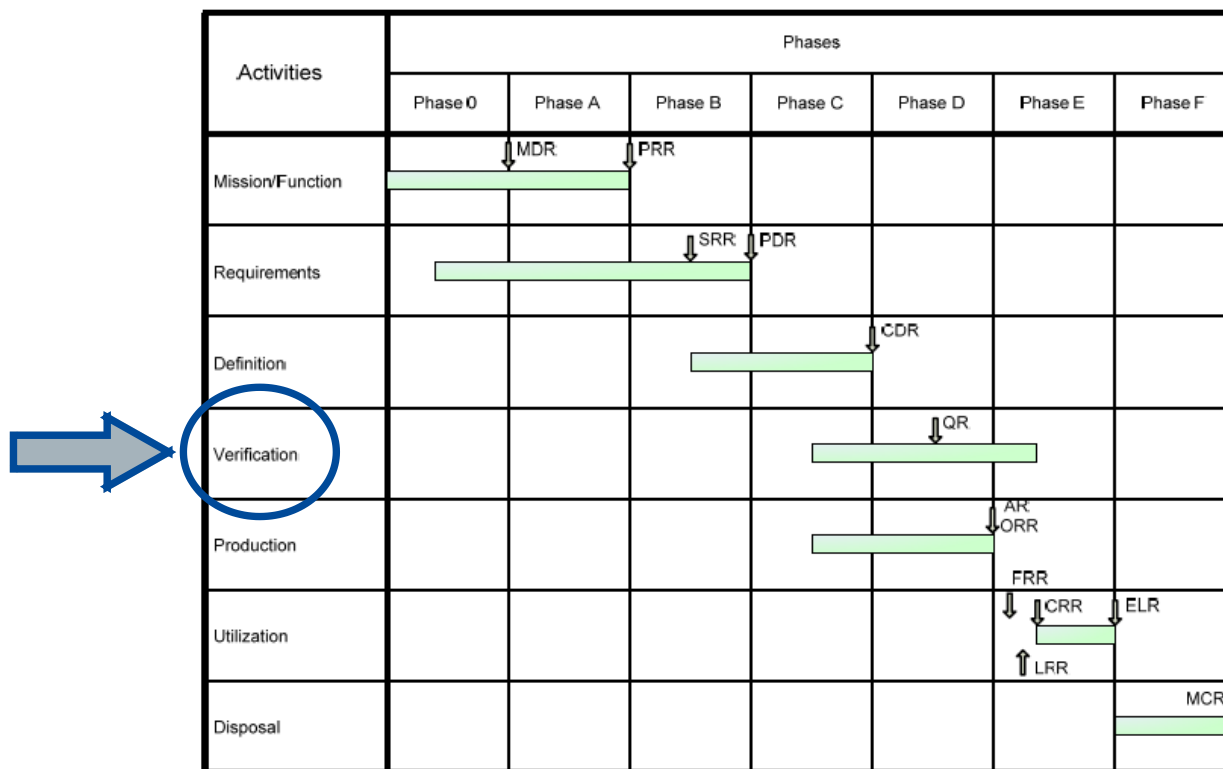 Phases
Activities
Phase 0 Phase A Phase B Phase C Phase D Phase E Phase F
MDR PRR
Mission/Function
SRR PDR
Requirements
CDR
Definition
QR
Verification
AR
ORR
Production
FRR
CRR ELR
Utilization
LRR
MCR
Disposal